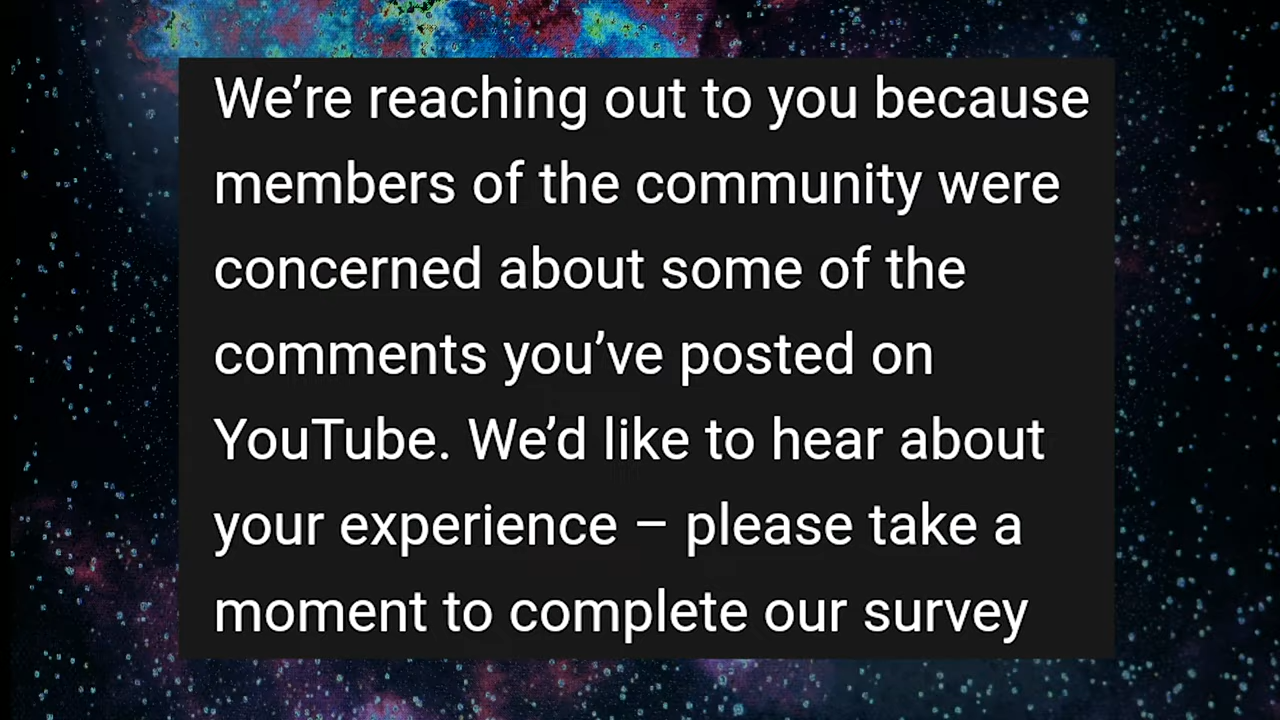 We’re reaching out to you because
members of the community were
concerned about some of the
comments you’ve posted on
YouTube. We’d like to hear about
your experience – please take a
moment to complete our survey